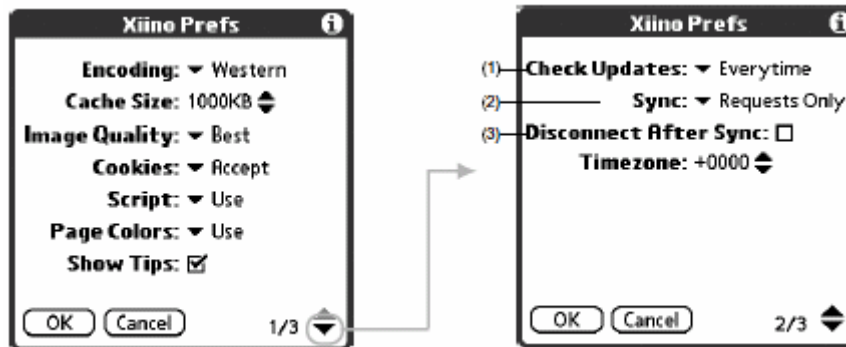 Xiino Prefs
Encoding: Western
Cache Size: 1000KB
Image Quality: Best
Cookies: Accept
Script: Use
Page Colors: Use
Show Tips:
OK Cancel 1/3
Xiino Prefs
(1) Check Updates: Everytime
(2) Sync: Requests Only
(3) Disconnect After Sync:
Timezone: +0000
OK Cancel 2/3